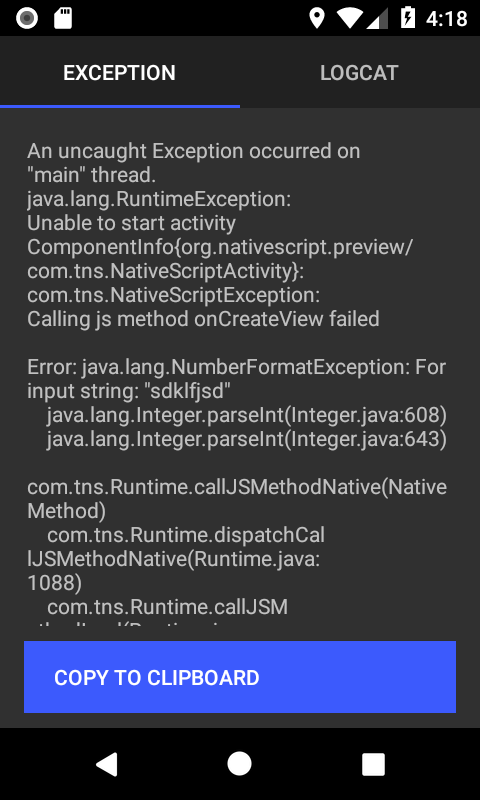 4:18
EXCEPTION
LOGCAT
An uncaught Exception occurred on
"main" thread.
java.lang.RuntimeException:
Unable to start activity
ComponentInfo{org.nativescript.preview/
com.tns.NativeScriptActivity}:
com.tns.NativeScriptException:
Calling js method onCreateView failed
Error: java.lang.NumberFormatException: For
input string: "sdklfjsd"
java.lang.Integer.parseInt(Integer.java:608)
java.lang.Integer.parseInt(Integer.java:643)
com.tns.Runtime.callJSMethodNative(Native
Method)
com.tns.Runtime.dispatchCal
lJSMethodNative(Runtime.java:
1088)
com.tns.Runtime.callJSM
COPY TO CLIPBOARD